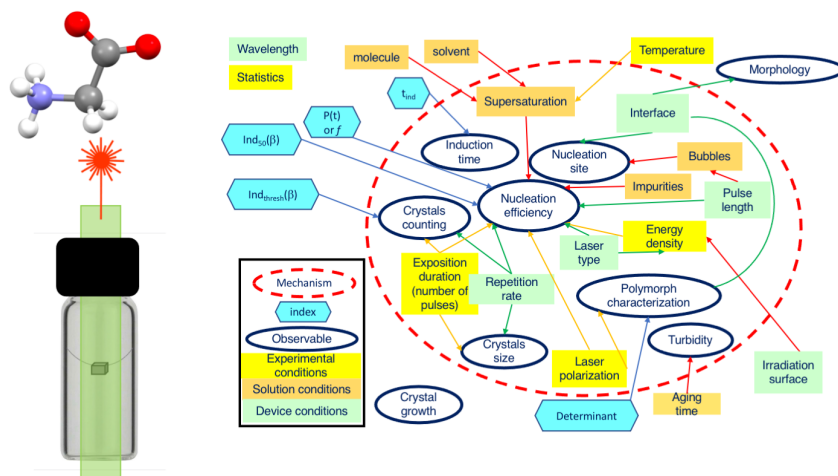 Wavelength
Statistics
molecule
solvent
Temperature
Morphology
Supersaturation
Interface
t_ind
P(t)
or f
Induction
time
Nucleation
site
Bubbles
Ind₅₀(β)
Impurities
Ind_thresh(β)
Nucleation
efficiency
Pulse
length
Crystals
counting
Energy
density
Laser
type
Exposition
duration
(number of
pulses)
Repetition
rate
Polymorph
characterization
Mechanism
index
Observable
Experimental
conditions
Solution conditions
Device conditions
Crystals
size
Laser
polarization
Turbidity
Irradiation
surface
Crystal
growth
Determinant
Aging
time